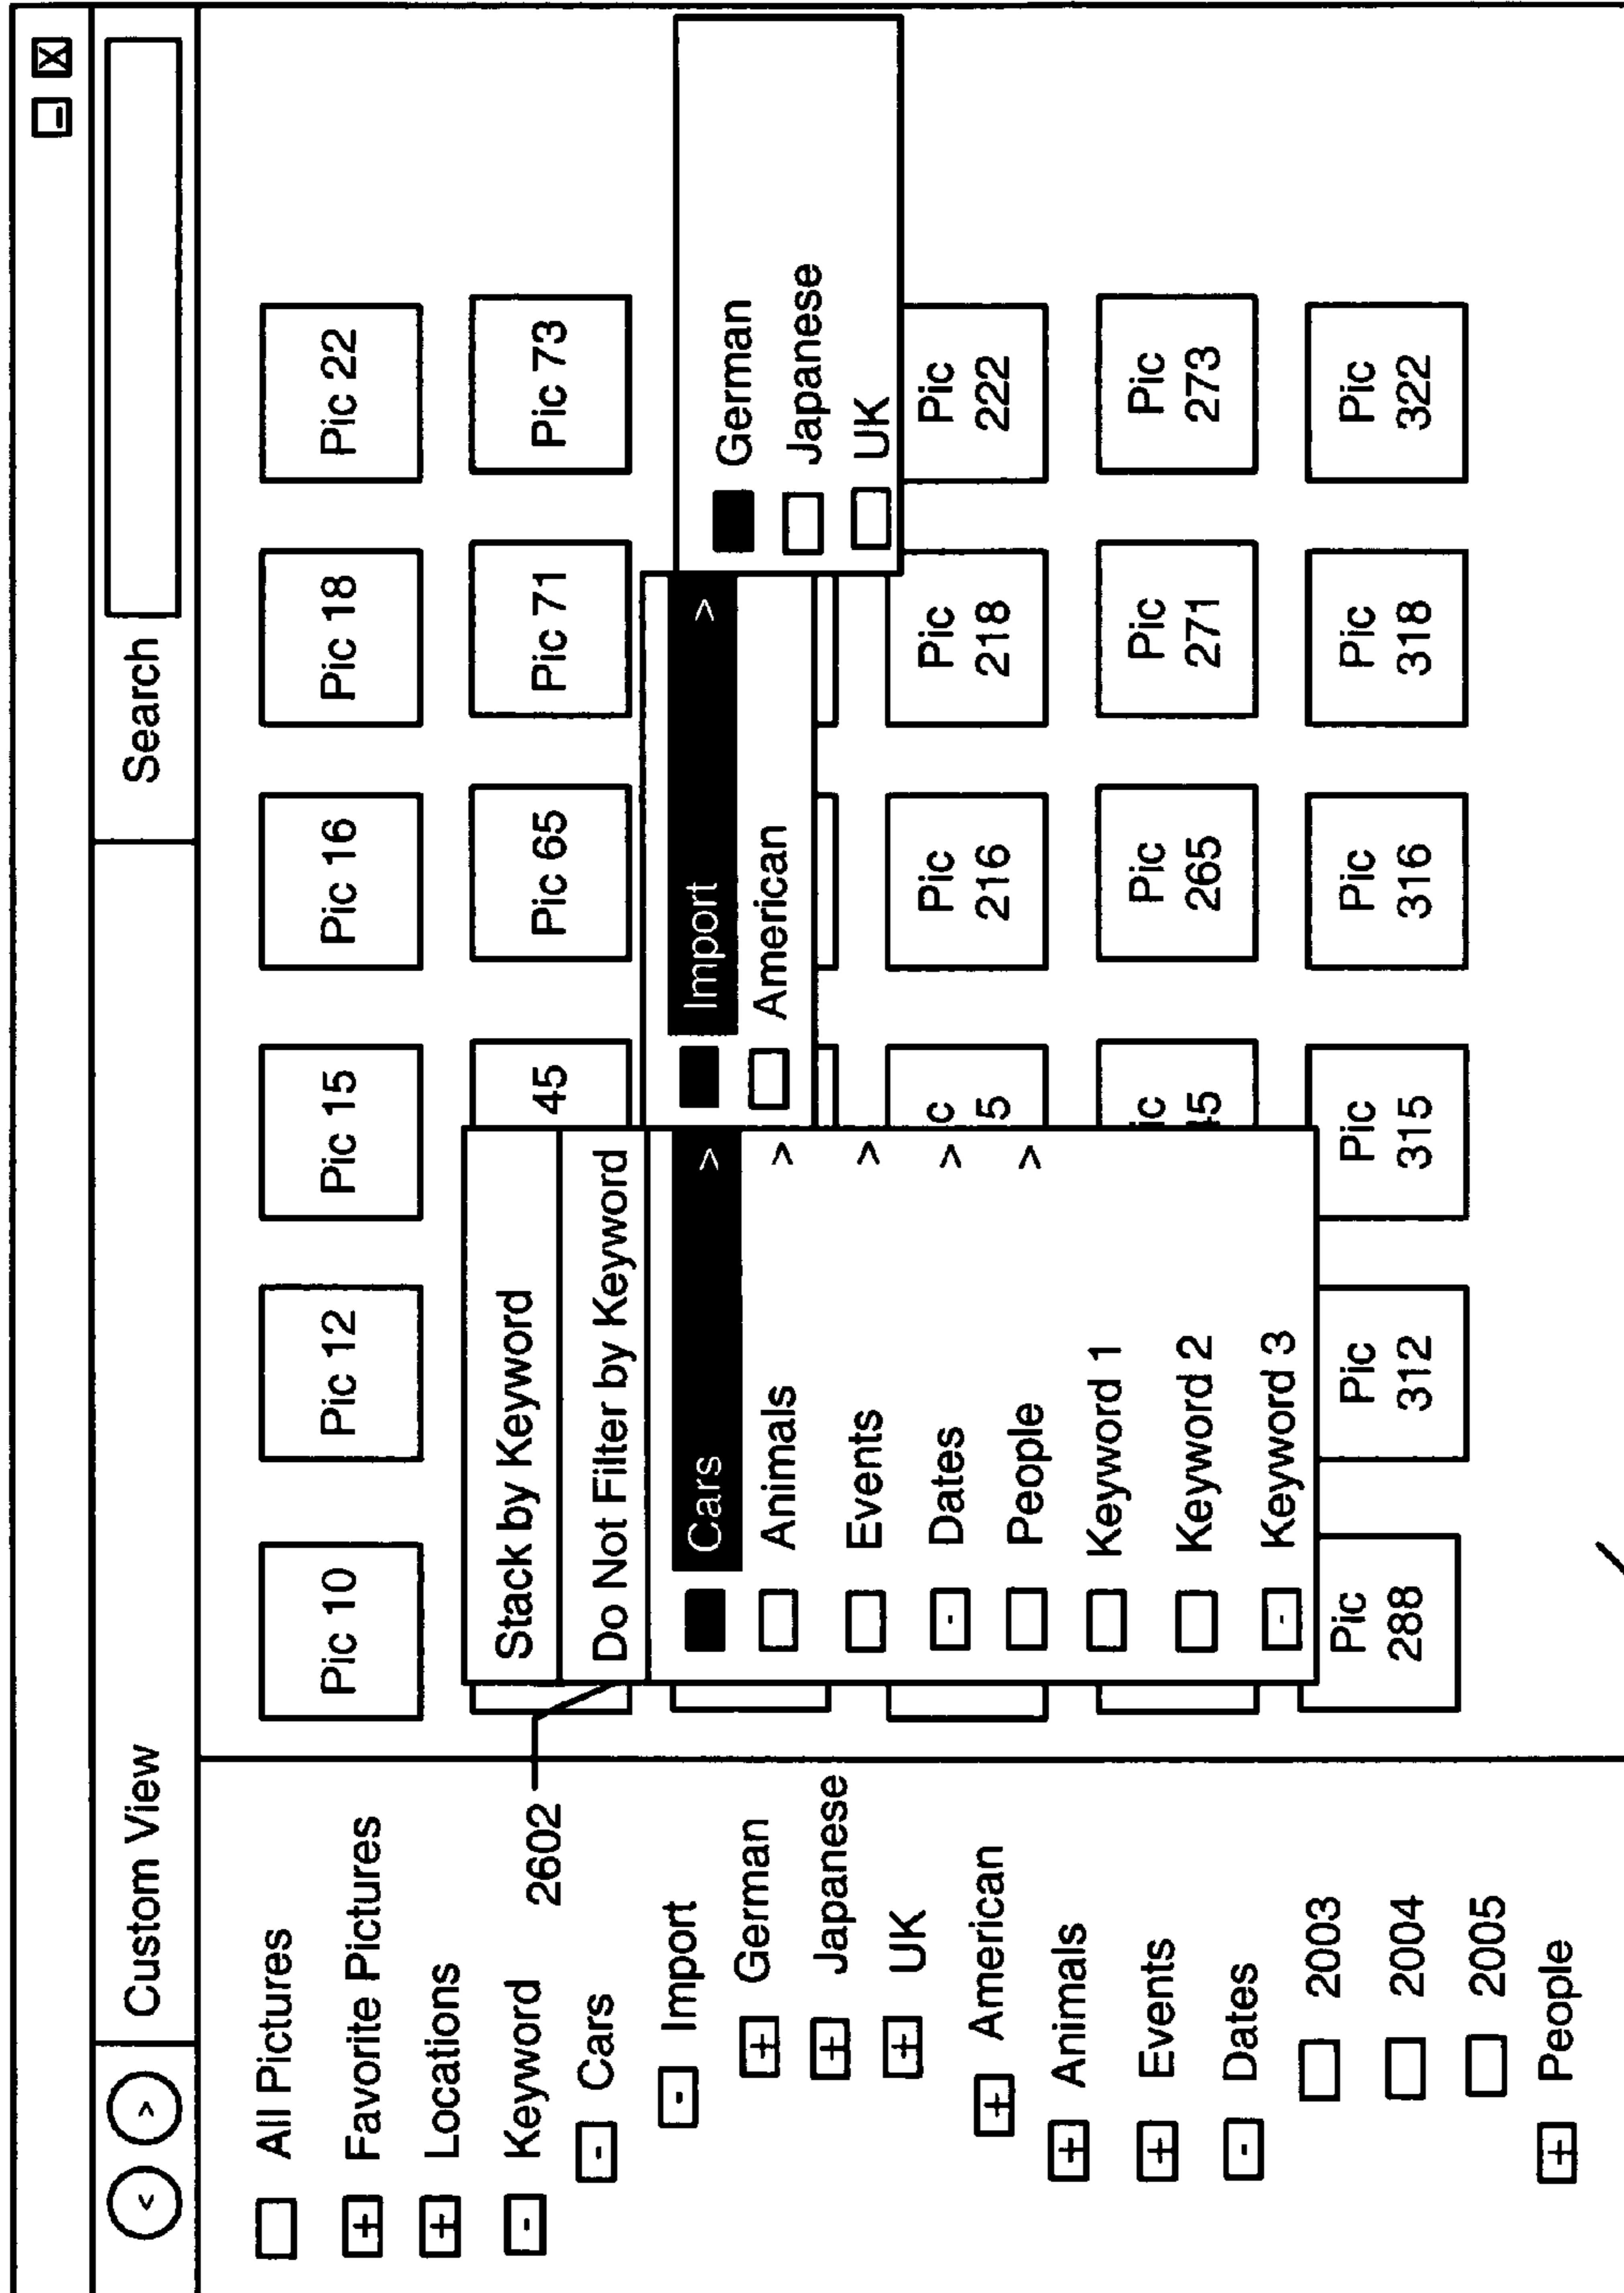 Custom View
Search
All Pictures
Favorite Pictures
Locations
Keyword
Cars
Import
German
Japanese
UK
American
Animals
Events
Dates
2003
2004
2005
People
2602
Pic 10
Pic 12
Pic 15
Pic 16
Pic 18
Pic 22
45
Pic 65
Pic 71
Pic 73
Stack by Keyword
Do Not Filter by Keyword
Cars >
Animals >
Events >
Dates >
People >
Keyword 1
Keyword 2
Keyword 3
Import >
American
German
Japanese
UK
Pic
216
Pic
218
Pic
222
Pic
265
Pic
271
Pic
273
Pic
288
Pic
312
Pic
315
Pic
316
Pic
318
Pic
322